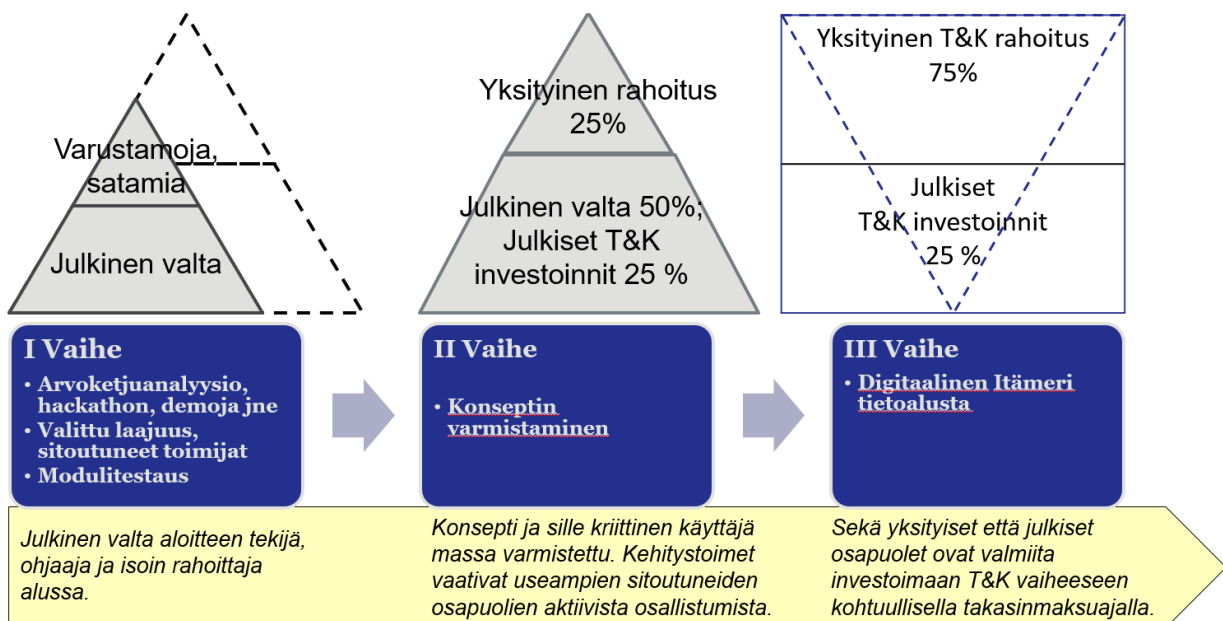 Varustamoja,
satamia
Julkinen valta
Yksityinen rahoitus
25%
Julkinen valta 50%;
Julkiset T&K
investoinnit 25 %
Yksityinen T&K rahoitus
75%
Julkiset
T&K investoinnit
25 %
I Vaihe
• Arvoketjuanalyysio,
hackathon, demoja jne
• Valittu laajuus,
sitoutuneet toimijat
• Modulitestaus
II Vaihe
• Konseptin
varmistaminen
III Vaihe
• Digitaalinen Itämeri
tietoalusta
Julkinen valta aloitteen tekijä,
ohjaaja ja isoin rahoittaja
alussa.
Konsepti ja sille kriittinen käyttäjä
massa varmistettu. Kehitystoimet
vaativat useampien sitoutuneiden
osapuolien aktiivista osallistumista.
Sekä yksityiset että julkiset
osapuolet ovat valmiita
investoimaan T&K vaiheeseen
kohtuullisella takasinmaksuajalla.